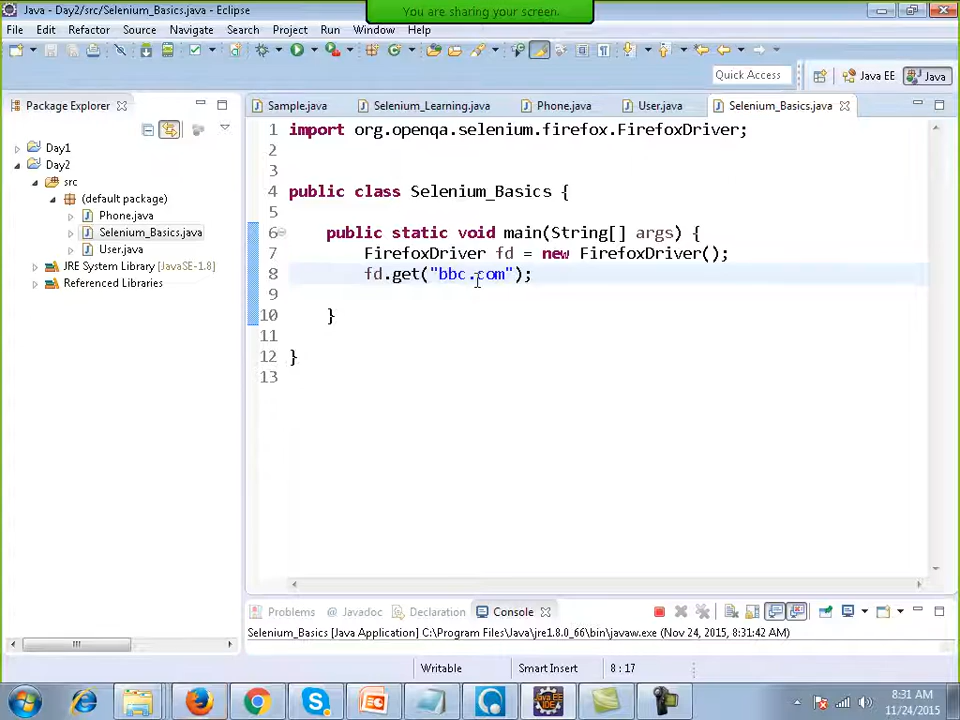 You are sharing your screen.
Java - Day2/src/Selenium_Basics.java - Eclipse
File Edit Refactor Source Navigate Search Project Run Window Help
Quick Access
Java EE
Java
Package Explorer
Day1
Day2
src
(default package)
Phone.java
Selenium_Basics.java
User.java
JRE System Library [JavaSE-1.8]
Referenced Libraries
Sample.java
Selenium_Learning.java
Phone.java
User.java
Selenium_Basics.java
1 import org.openqa.selenium.firefox.FirefoxDriver;
2
3
4 public class Selenium_Basics {
5
6 public static void main(String[] args) {
7 FirefoxDriver fd = new FirefoxDriver();
8 fd.get("bbc.com");
9
10 }
11
12 }
13
Problems @ Javadoc Declaration Console
Selenium_Basics [Java Application] C:\Program Files\Java\jre1.8.0_66\bin\javaw.exe (Nov 24, 2015, 8:31:42 AM)
Writable Smart Insert 8 : 17
8:31 AM
11/24/2015